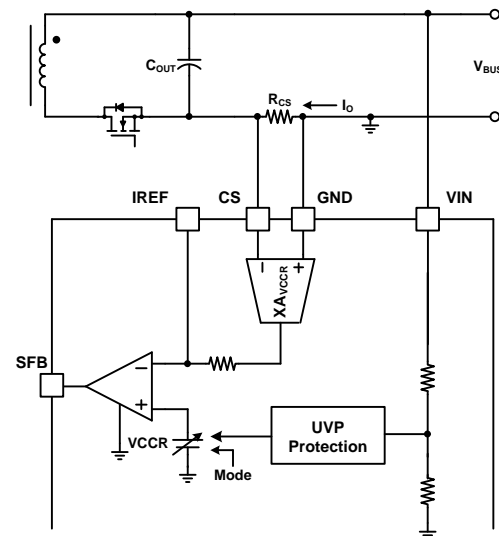 COUT
VBUS
RCS
IO
IREF
CS
GND
VIN
− +
XAVCCR
SFB
−
+
VCCR
Mode
UVP
Protection